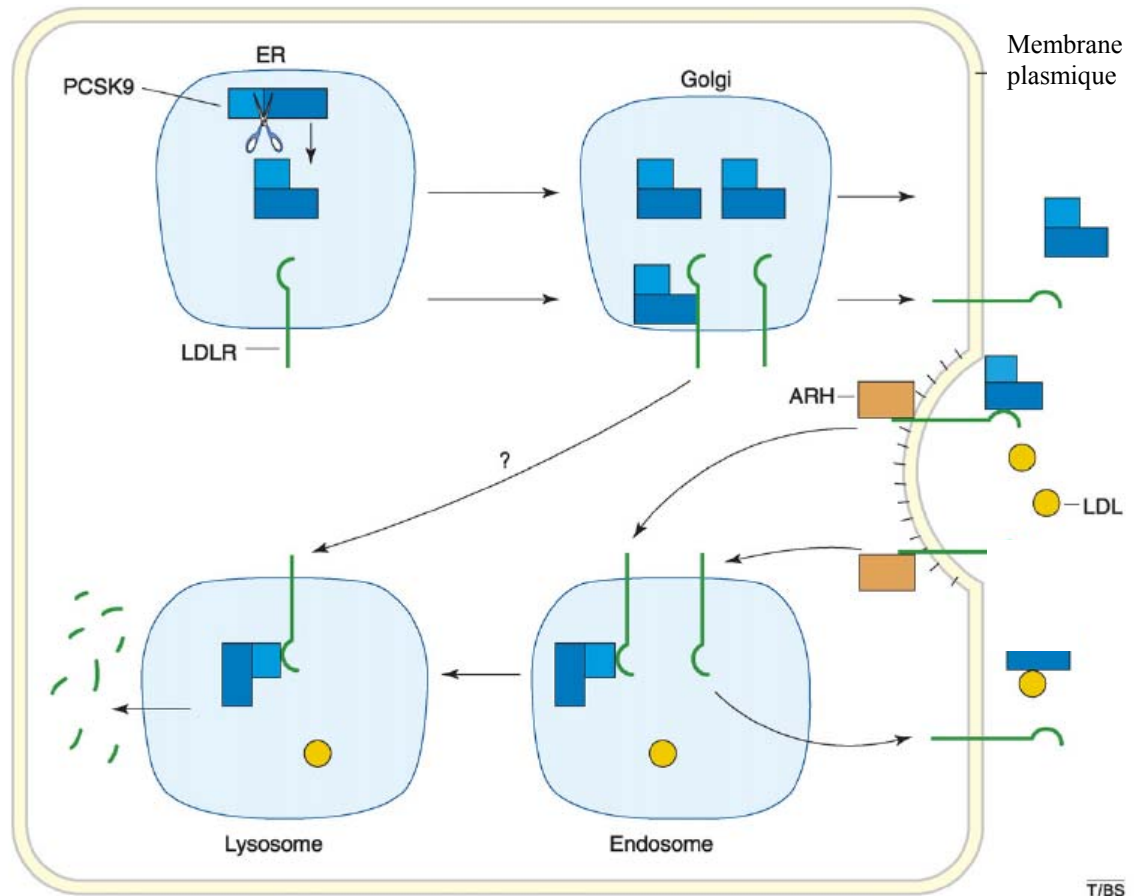 Membrane
plasmique
ER
PCSK9
Golgi
LDLR
ARH
?
LDL
Lysosome
Endosome
T/BS